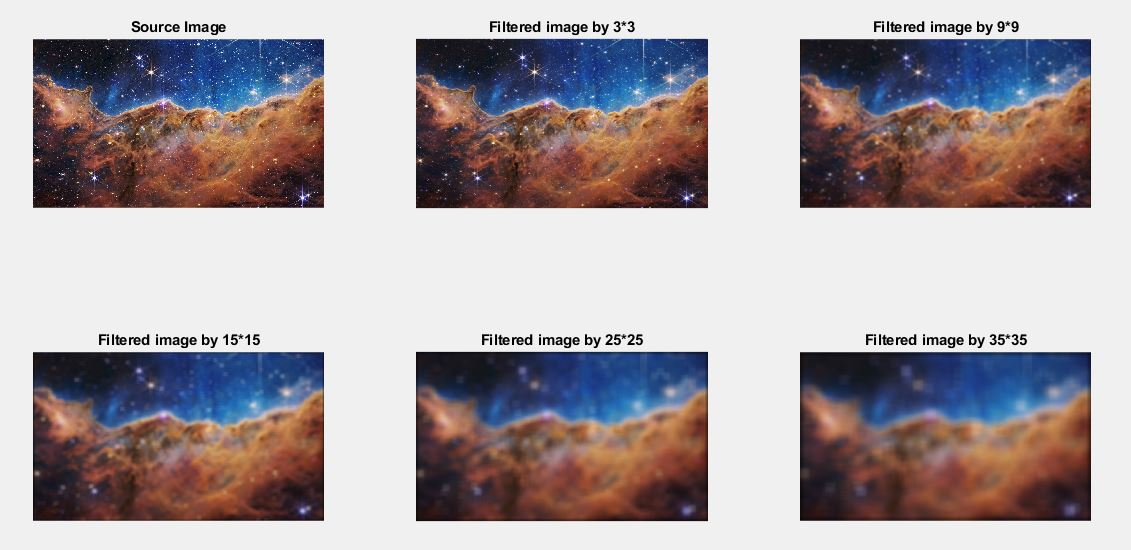 Source Image
Filtered image by 3*3
Filtered image by 9*9
Filtered image by 15*15
Filtered image by 25*25
Filtered image by 35*35